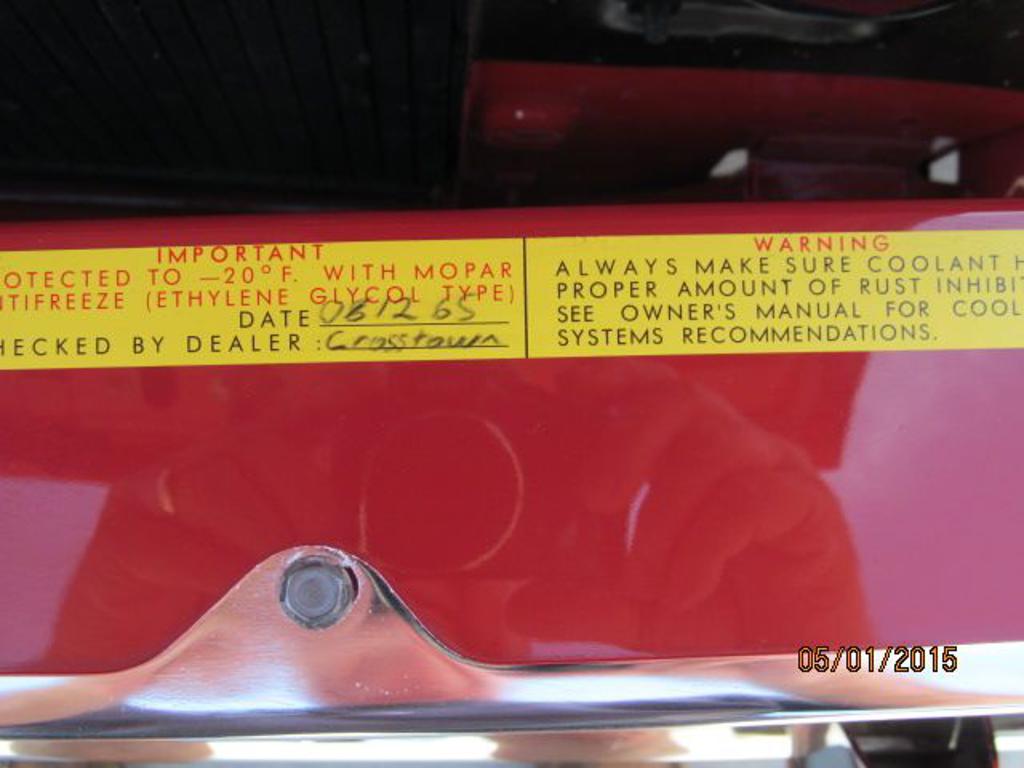 IMPORTANT
OTECTED TO —20°F. WITH MOPAR
NTIFREEZE (ETHYLENE GLYCOL TYPE)
DATE 061265
HECKED BY DEALER : Crosstown
WARNING
ALWAYS MAKE SURE COOLANT H
PROPER AMOUNT OF RUST INHIBIT
SEE OWNER'S MANUAL FOR COOL
SYSTEMS RECOMMENDATIONS.
05/01/2015